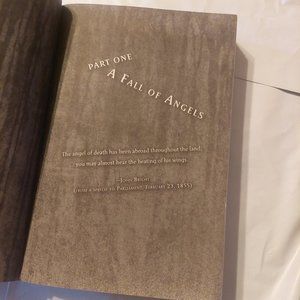 PART ONE
A FALL OF ANGELS
The angel of death has been abroad throughout the land;
you may almost hear the beating of his wings.
—JOHN BRIGHT
(FROM A SPEECH TO PARLIAMENT, FEBRUARY 23, 1855)